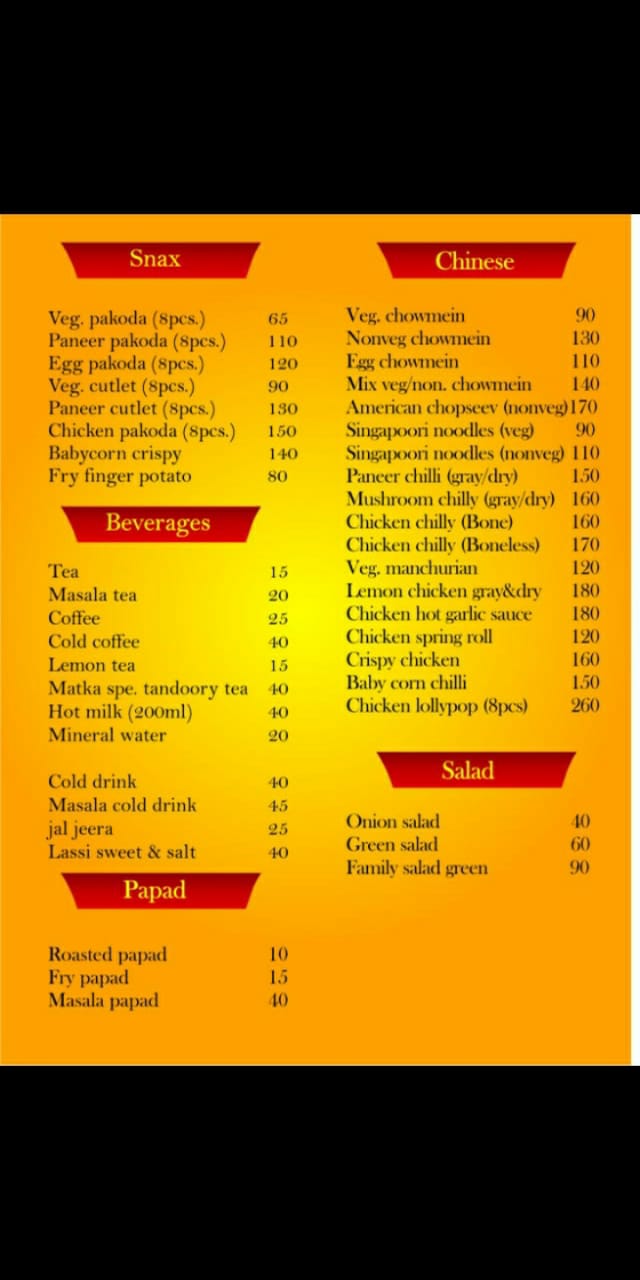 Snax
Veg. pakoda (8pcs.) 65
Paneer pakoda (8pcs.) 110
Egg pakoda (8pcs.) 120
Veg. cutlet (8pcs.) 90
Paneer cutlet (8pcs.) 130
Chicken pakoda (8pcs.) 150
Babycorn crispy 140
Fry finger potato 80
Beverages
Tea 15
Masala tea 20
Coffee 25
Cold coffee 40
Lemon tea 15
Matka spe. tandoory tea 40
Hot milk (200ml) 40
Mineral water 20
Cold drink 40
Masala cold drink 45
jal jeera 25
Lassi sweet & salt 40
Papad
Roasted papad 10
Fry papad 15
Masala papad 40
Chinese
Veg. chowmein 90
Nonveg chowmein 130
Egg chowmein 110
Mix veg/non. chowmein 140
American chopseev (nonveg) 170
Singapoori noodles (veg) 90
Singapoori noodles (nonveg) 110
Paneer chilli (gray/dry) 150
Mushroom chilly (gray/dry) 160
Chicken chilly (Bone) 160
Chicken chilly (Boneless) 170
Veg. manchurian 120
Lemon chicken gray&dry 180
Chicken hot garlic sauce 180
Chicken spring roll 120
Crispy chicken 160
Baby corn chilli 150
Chicken lollypop (8pcs) 260
Salad
Onion salad 40
Green salad 60
Family salad green 90